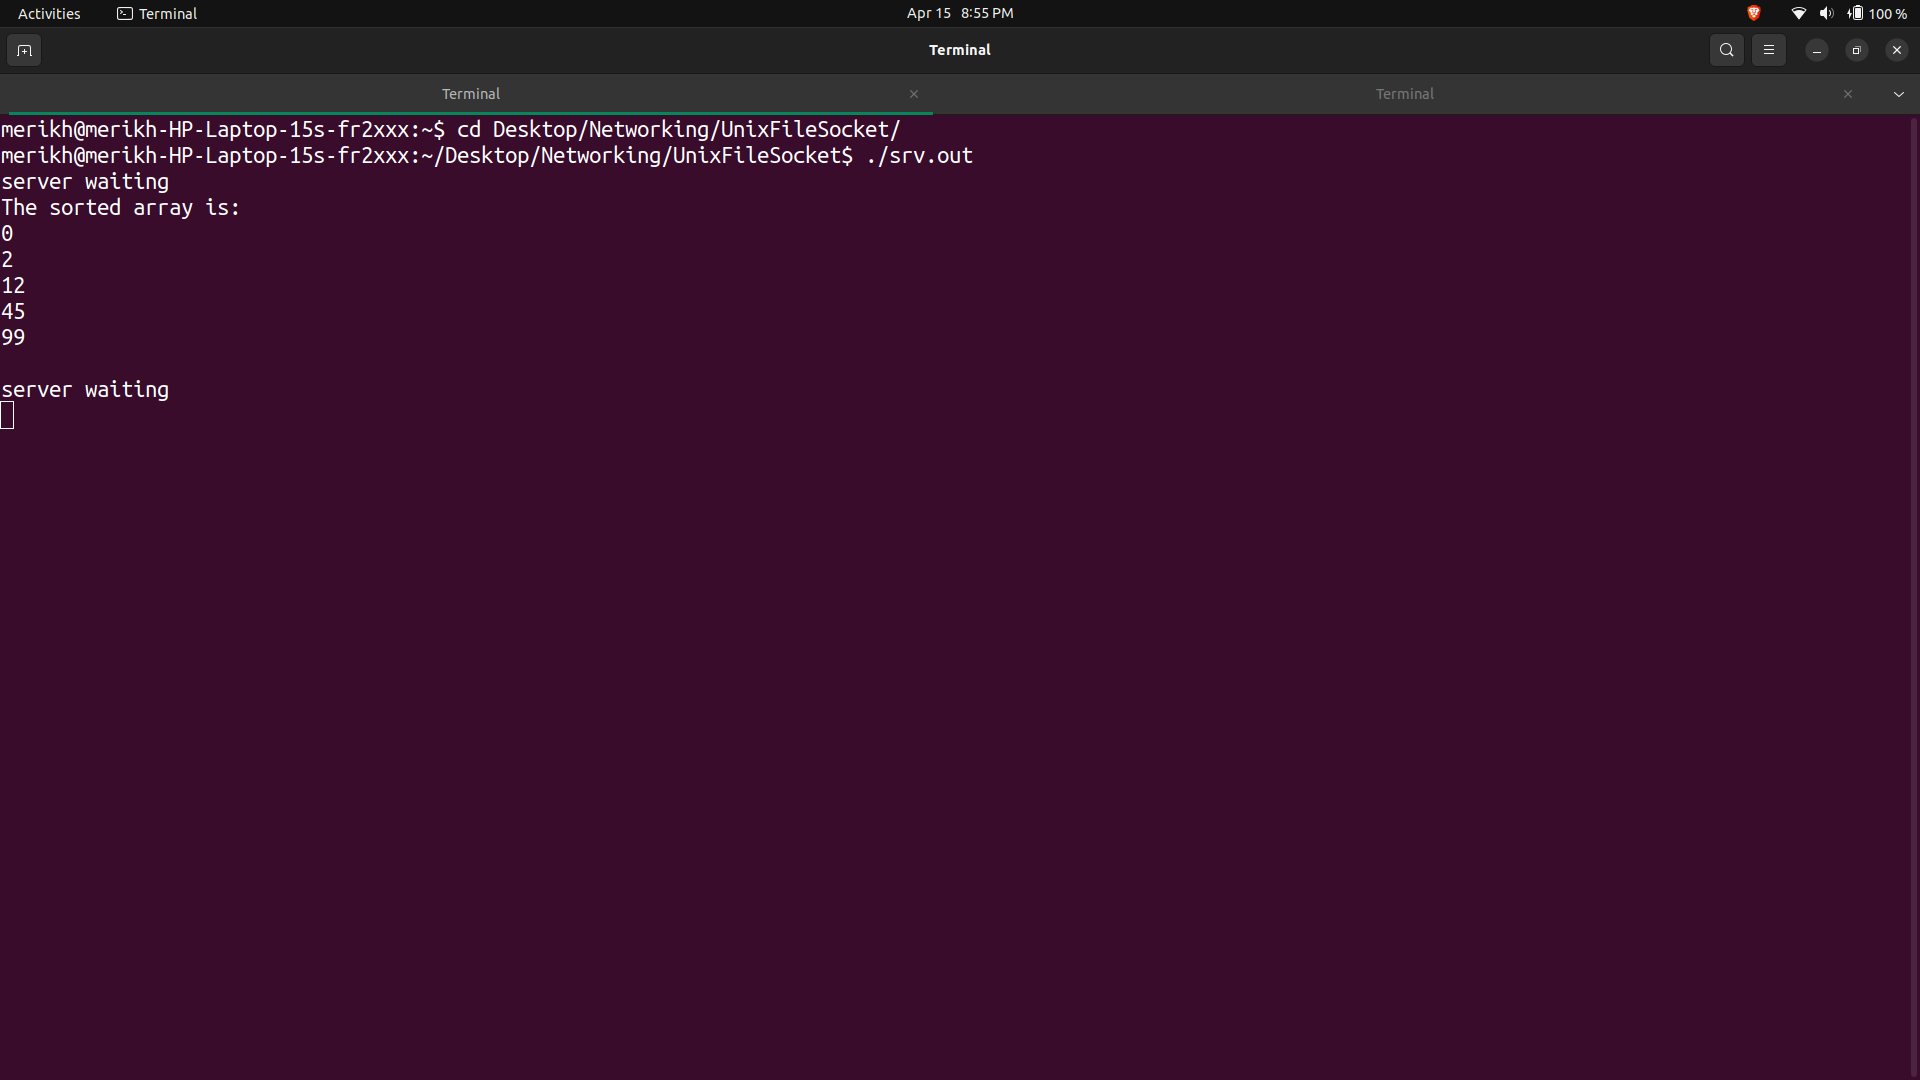 Activities Terminal Apr 15 8:55 PM 100 %
Terminal
Terminal Terminal
merikh@merikh-HP-Laptop-15s-fr2xxx:~$ cd Desktop/Networking/UnixFileSocket/
merikh@merikh-HP-Laptop-15s-fr2xxx:~/Desktop/Networking/UnixFileSocket$ ./srv.out
server waiting
The sorted array is:
0
2
12
45
99
server waiting